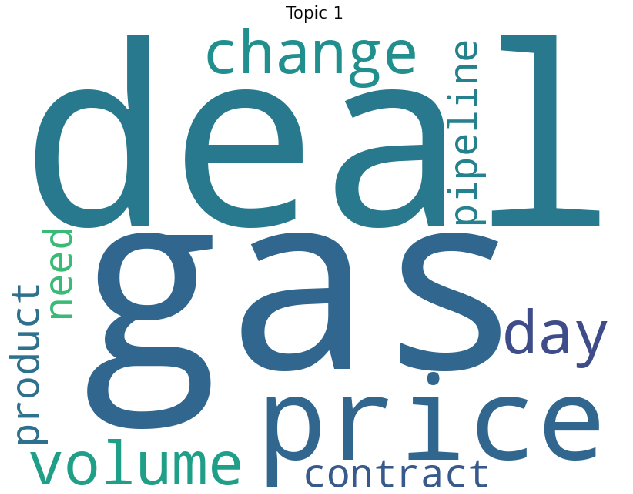 Topic 1
change
deal
pipeline
need
gas
product
day
price
volume
contract